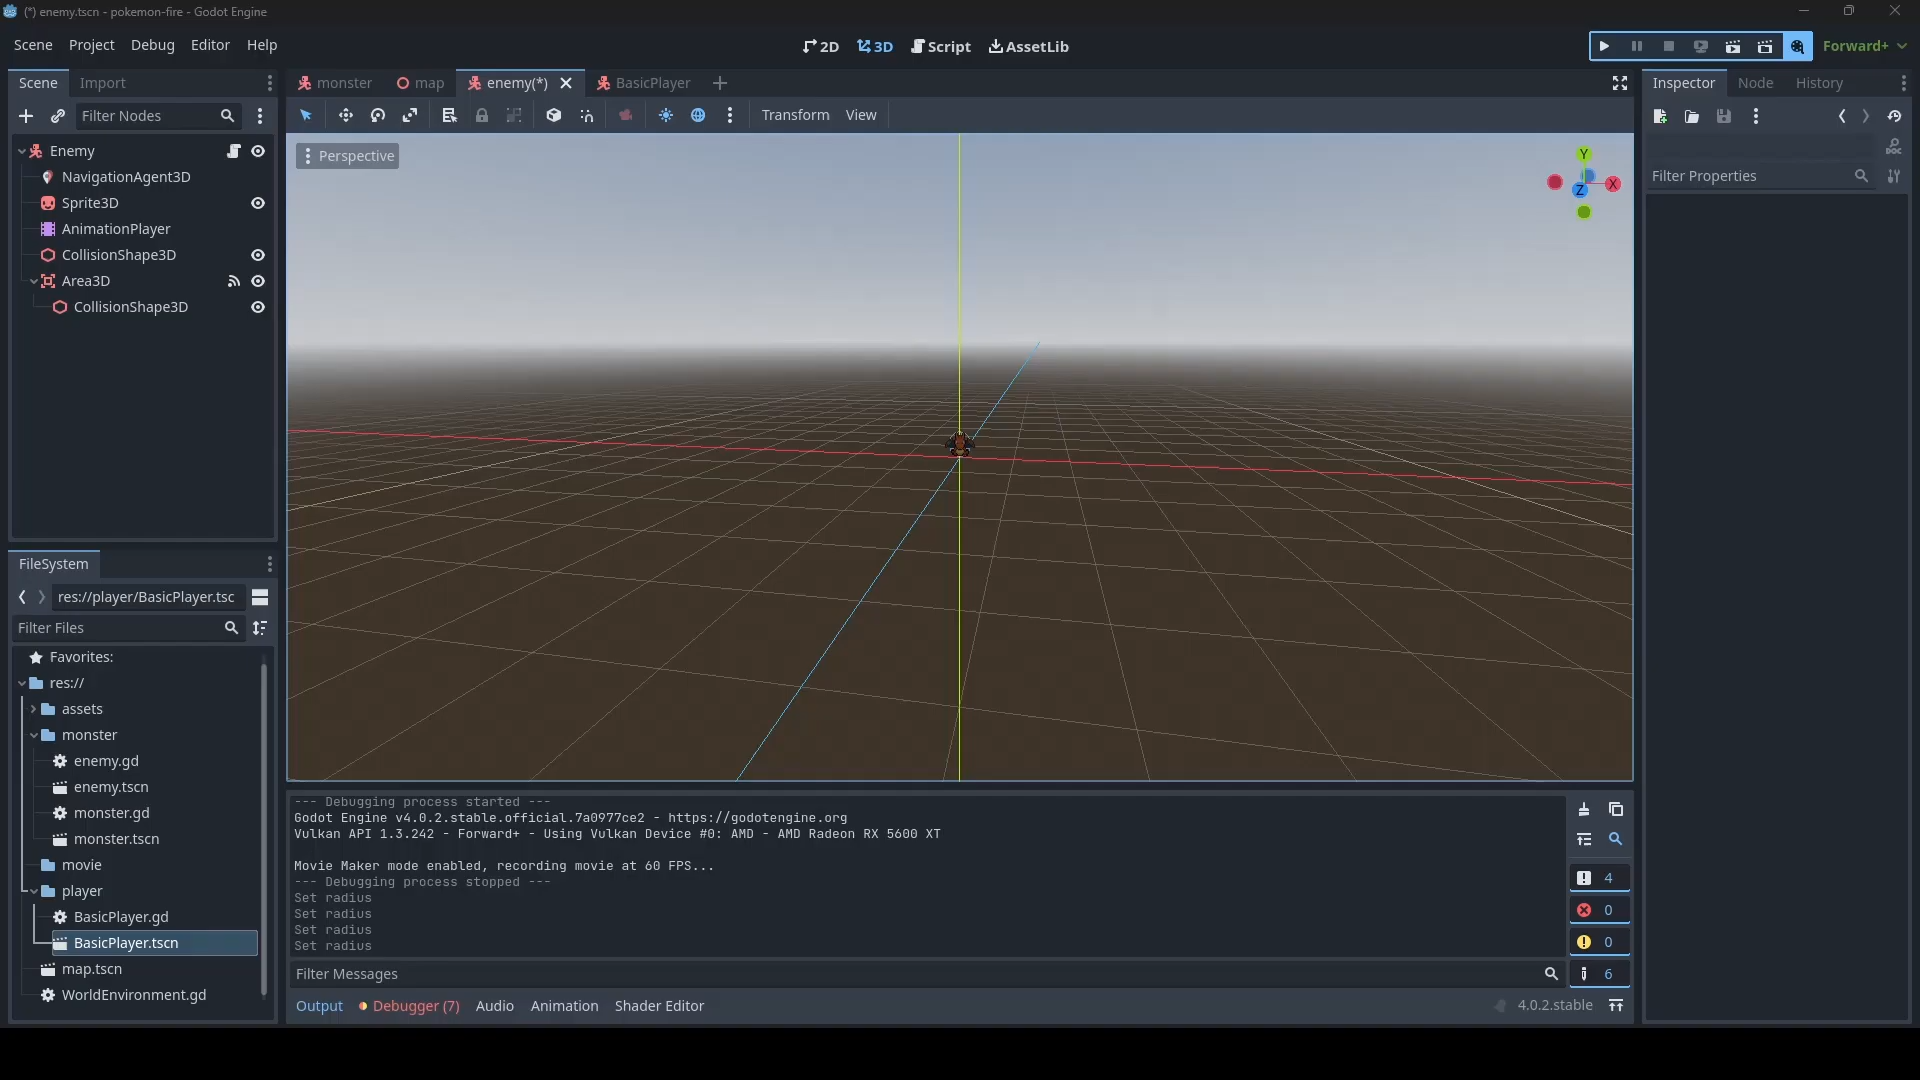 (*) enemy.tscn - pokemon-fire - Godot Engine
Scene Project Debug Editor Help
2D 3D Script AssetLib
Forward+
Scene Import
Filter Nodes
Enemy
NavigationAgent3D
Sprite3D
AnimationPlayer
CollisionShape3D
Area3D
CollisionShape3D
FileSystem
res://player/BasicPlayer.tsc
Filter Files
Favorites:
res://
assets
monster
enemy.gd
enemy.tscn
monster.gd
monster.tscn
movie
player
BasicPlayer.gd
BasicPlayer.tscn
map.tscn
WorldEnvironment.gd
monster map enemy(*) BasicPlayer
Transform View
Perspective
Y
X
Z
--- Debugging process started ---
Godot Engine v4.0.2.stable.official.7a0977ce2 - https://godotengine.org
Vulkan API 1.3.242 - Forward+ - Using Vulkan Device #0: AMD - AMD Radeon RX 5600 XT
Movie Maker mode enabled, recording movie at 60 FPS...
--- Debugging process stopped ---
Set radius
Set radius
Set radius
Set radius
4
0
0
6
Filter Messages
Output Debugger (7) Audio Animation Shader Editor
4.0.2.stable
Inspector Node History
Filter Properties